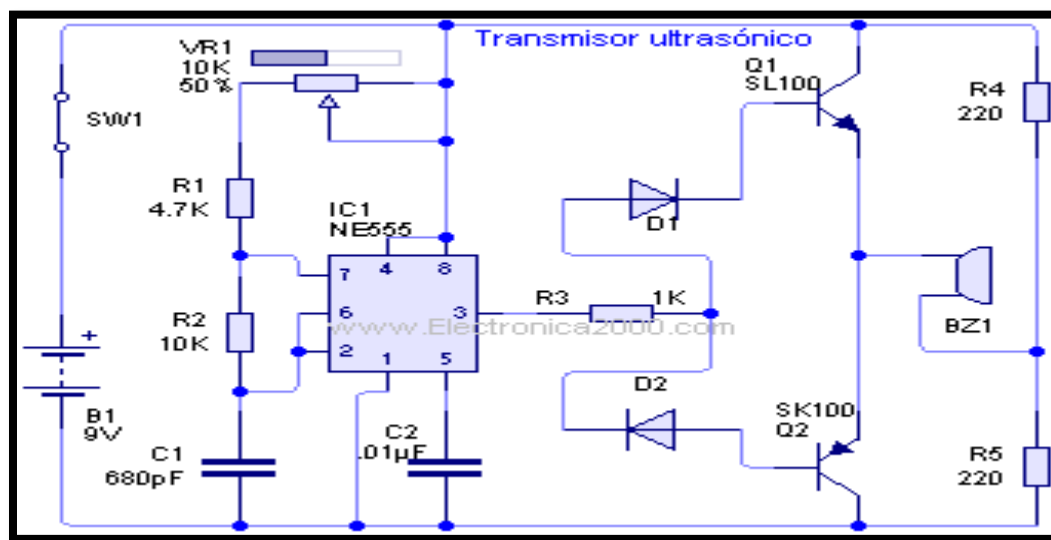 Transmisor ultrasónico
VR1
10K
50%
Q1
SL100
R4
220
SW1
R1
4.7K
IC1
NE555
D1
4
8
7
6
3
2
1
5
R3
1K
www.Electronica2000.com
R2
10K
BZ1
D2
+
B1
9V
SK100
Q2
C1
680pF
C2
.01µF
R5
220